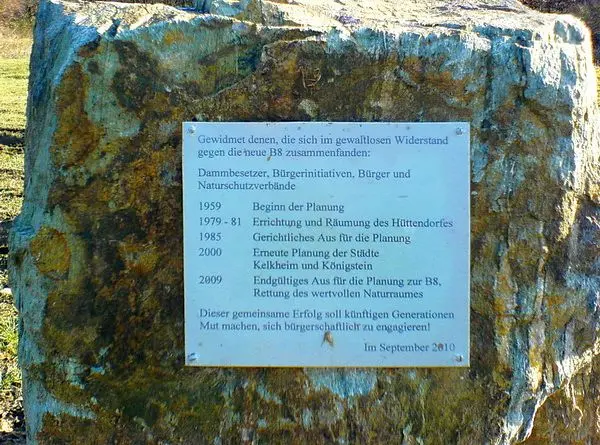 Gewidmet denen, die sich im gewaltlosen Widerstand
gegen die neue B8 zusammenfanden:
Dammbesetzer, Bürgerinitiativen, Bürger und
Naturschutzverbände
1959 Beginn der Planung
1979 - 81 Errichtung und Räumung des Hüttendorfes
1985 Gerichtliches Aus für die Planung
2000 Erneute Planung der Städte
Kelkheim und Königstein
2009 Endgültiges Aus für die Planung zur B8,
Rettung des wertvollen Naturraumes
Dieser gemeinsame Erfolg soll künftigen Generationen
Mut machen, sich bürgerschaftlich zu engagieren!
Im September 2010